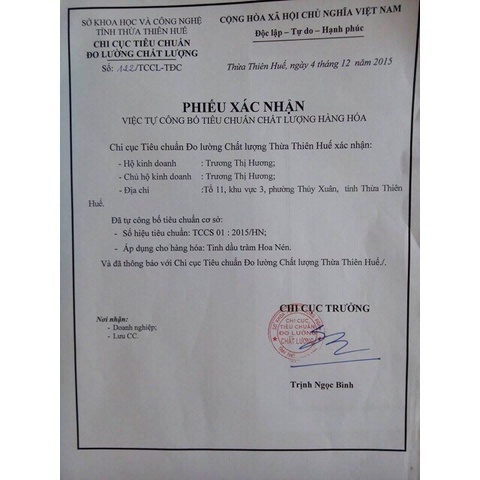 SỞ KHOA HỌC VÀ CÔNG NGHỆ
TỈNH THỪA THIÊN HUẾ
CHI CỤC TIÊU CHUẨN
ĐO LƯỜNG CHẤT LƯỢNG
Số: 122/TCCL-TĐC
CỘNG HÒA XÃ HỘI CHỦ NGHĨA VIỆT NAM
Độc lập – Tự do – Hạnh phúc
Thừa Thiên Huế, ngày 4 tháng 12 năm 2015
PHIẾU XÁC NHẬN
VIỆC TỰ CÔNG BỐ TIÊU CHUẨN CHẤT LƯỢNG HÀNG HÓA
Chi cục Tiêu chuẩn Đo lường Chất lượng Thừa Thiên Huế xác nhận:
- Hộ kinh doanh : Trương Thị Hương;
- Chủ hộ kinh doanh : Trương Thị Hương;
- Địa chỉ :Tổ 11, khu vực 3, phường Thủy Xuân, tỉnh Thừa Thiên
Huế.
Đã tự công bố tiêu chuẩn cơ sở:
- Số hiệu tiêu chuẩn: TCCS 01 : 2015/HN;
- Áp dụng cho hàng hóa: Tinh dầu tràm Hoa Nén.
Và đã thông báo với Chi cục Tiêu chuẩn Đo lường Chất lượng Thừa Thiên Huế./.
Nơi nhận:
- Doanh nghiệp;
- Lưu CC.
CHI CỤC TRƯỞNG
CHI CỤC
TIÊU CHUẨN
ĐO LƯỜNG
CHẤT LƯỢNG
Trịnh Ngọc Bình